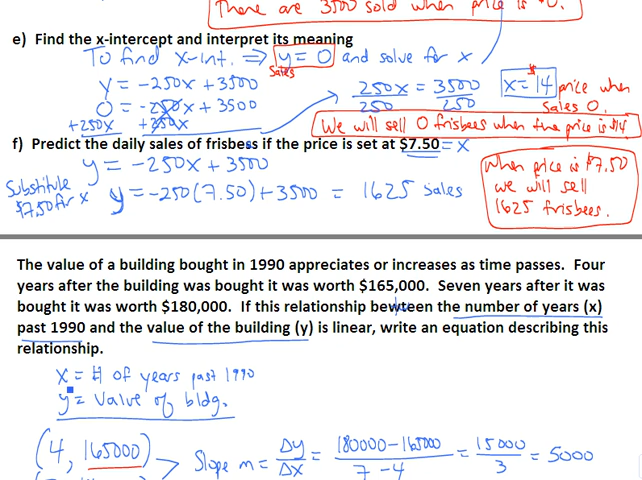 There are 3500 sold when price is $0.
e) Find the x-intercept and interpret its meaning
To find x-int. ⇒ y = 0 and solve for x
Sales
y = -250x + 3500
0 = -250x + 3500
+250x +250x
250x = 3500
250 250
x = $14 price when
sales 0.
We will sell 0 frisbees when the price is $14
f) Predict the daily sales of frisbess if the price is set at $7.50 = x
y = -250x + 3500
Substitute
$7.50 for x
y = -250(7.50) + 3500 = 1625 sales
When price is $7.50
we will sell
1625 frisbees.
The value of a building bought in 1990 appreciates or increases as time passes. Four
years after the building was bought it was worth $165,000. Seven years after it was
bought it was worth $180,000. If this relationship between the number of years (x)
past 1990 and the value of the building (y) is linear, write an equation describing this
relationship.
x = # of years past 1990
y = Value of bldg.
(4, 165000)
Slope m = Δy/Δx = 180000 - 165000 / 7 - 4 = 15000/3 = 5000